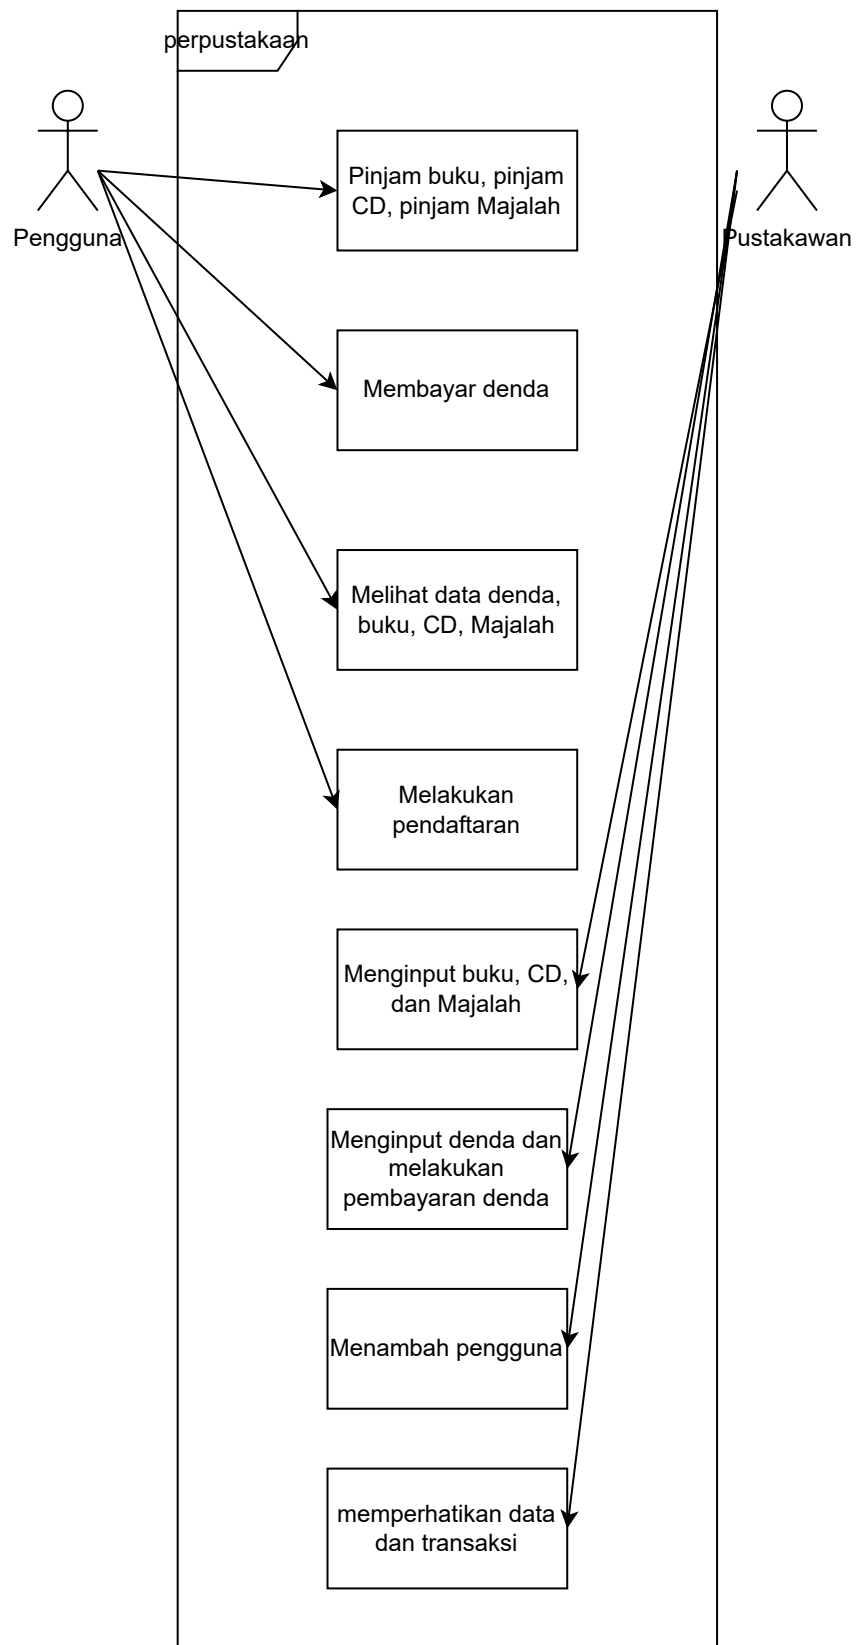 perpustakaan
Pengguna
Pustakawan
Pinjam buku, pinjam
CD, pinjam Majalah
Membayar denda
Melihat data denda,
buku, CD, Majalah
Melakukan
pendaftaran
Menginput buku, CD,
dan Majalah
Menginput denda dan
melakukan
pembayaran denda
Menambah pengguna
memperhatikan data
dan transaksi